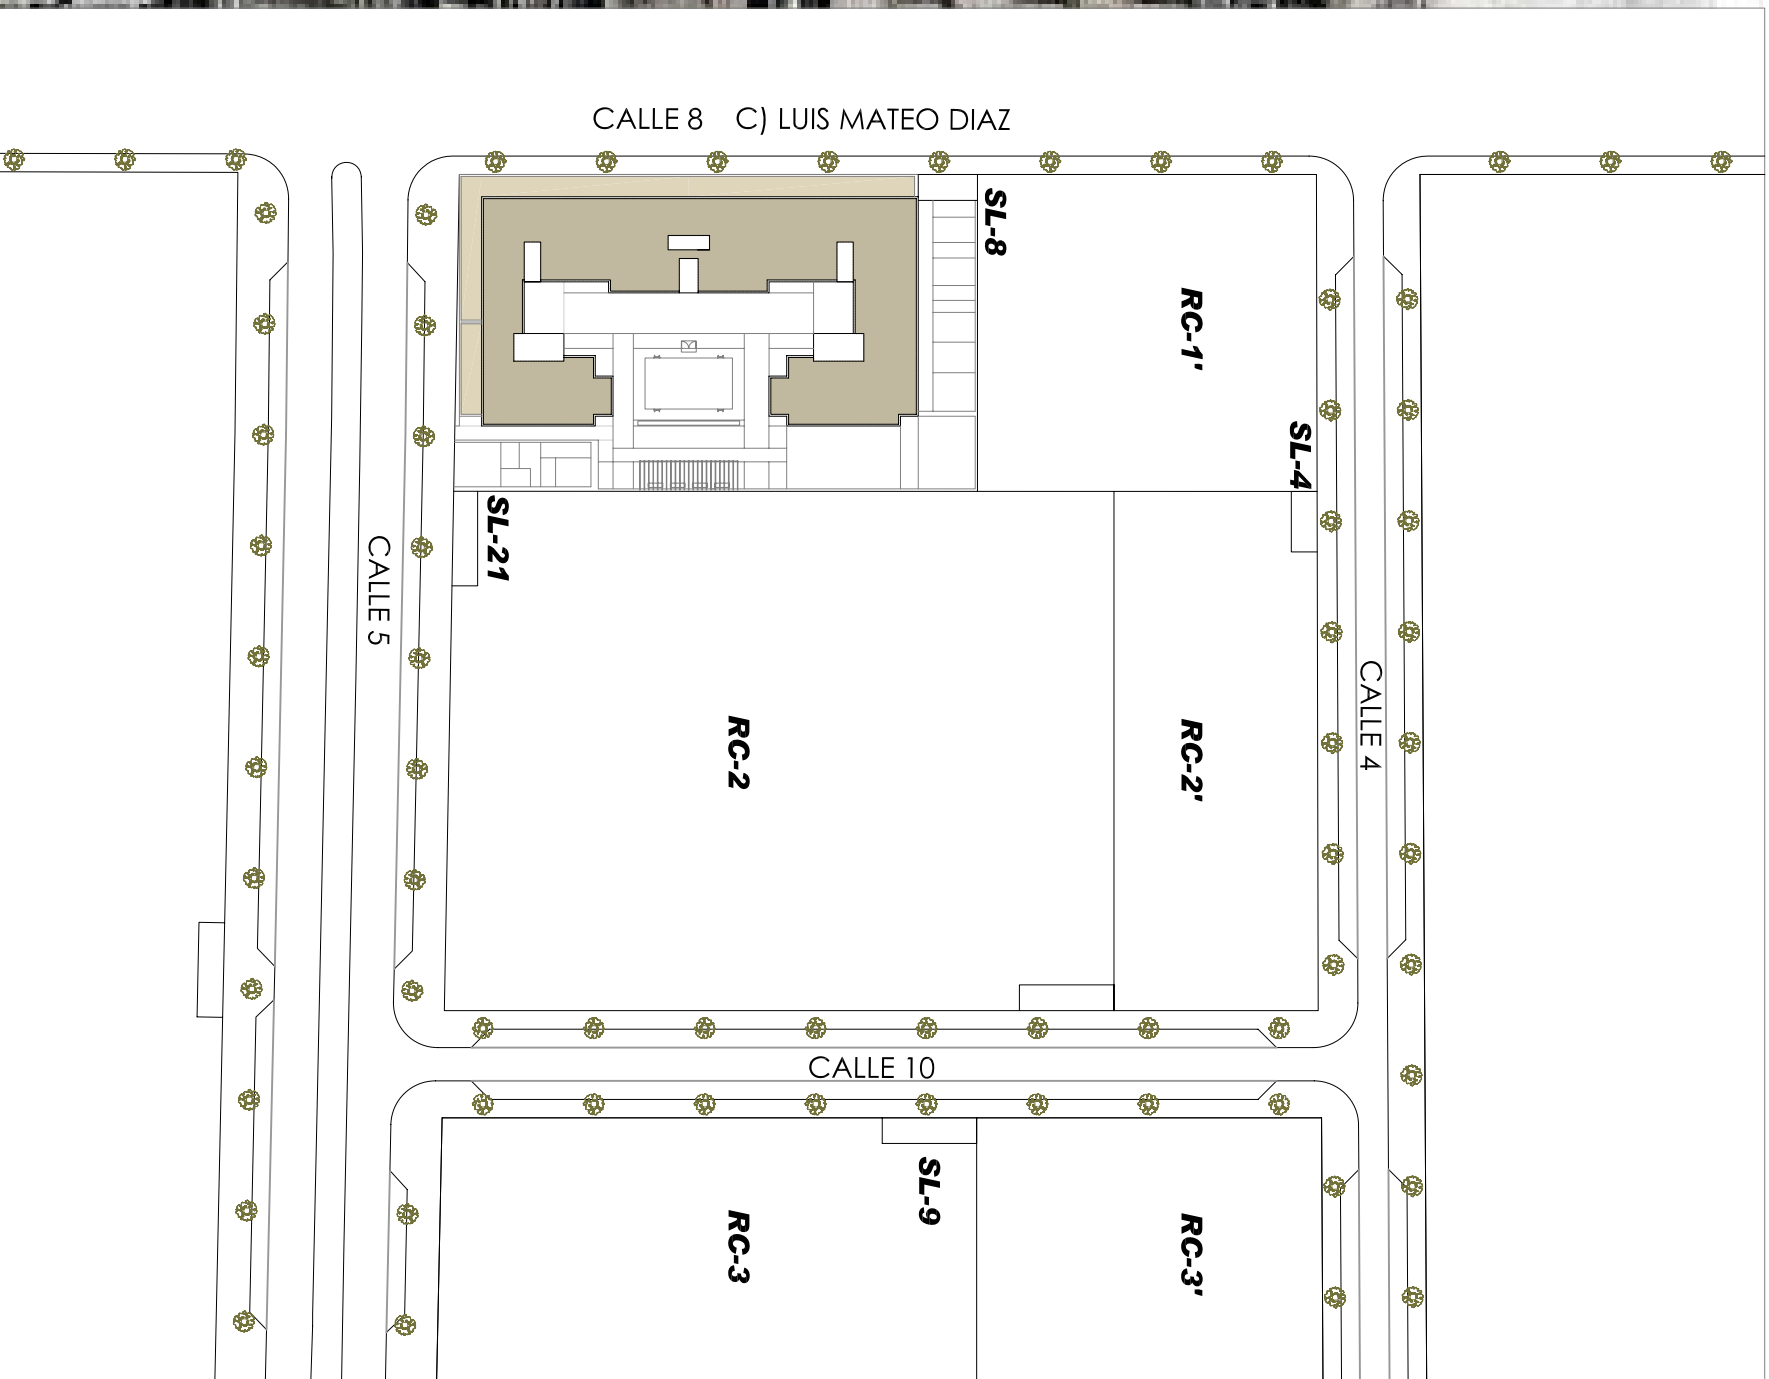 CALLE 8 C) LUIS MATEO DIAZ
SL-8
RC-1'
SL-4
SL-21
CALLE 5
CALLE 4
RC-2
RC-2'
CALLE 10
SL-9
RC-3
RC-3'